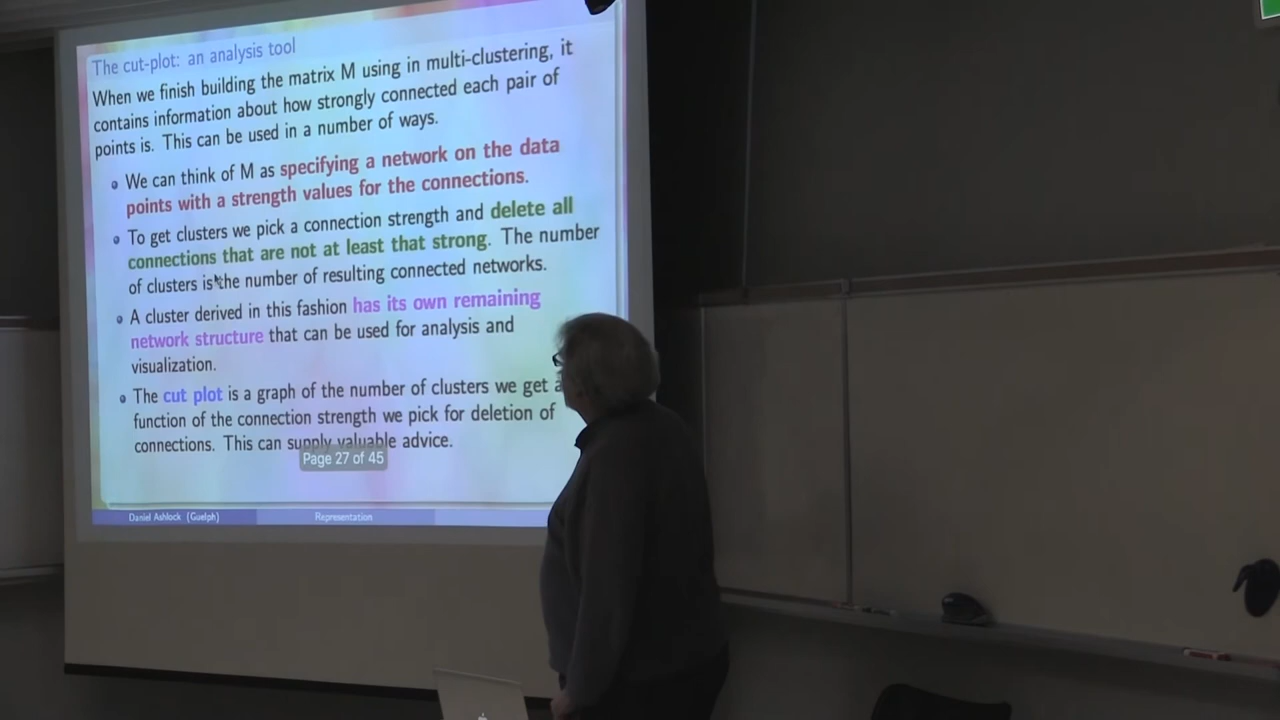 The cut-plot: an analysis tool
When we finish building the matrix M using in multi-clustering, it
contains information about how strongly connected each pair of
points is. This can be used in a number of ways.
We can think of M as specifying a network on the data
points with a strength values for the connections.
To get clusters we pick a connection strength and delete all
connections that are not at least that strong. The number
of clusters is the number of resulting connected networks.
A cluster derived in this fashion has its own remaining
network structure that can be used for analysis and
visualization.
The cut plot is a graph of the number of clusters we get
function of the connection strength we pick for deletion of
connections. This can supply valuable advice.
Page 27 of 45
Daniel Ashlock (Guelph) Representation